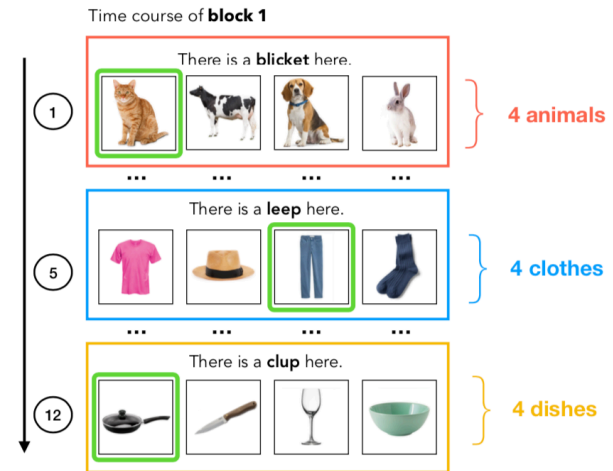 Time course of block 1
There is a blicket here.
1
4 animals
... ... ... ...
There is a leep here.
5
4 clothes
... ... ... ...
There is a clup here.
12
4 dishes